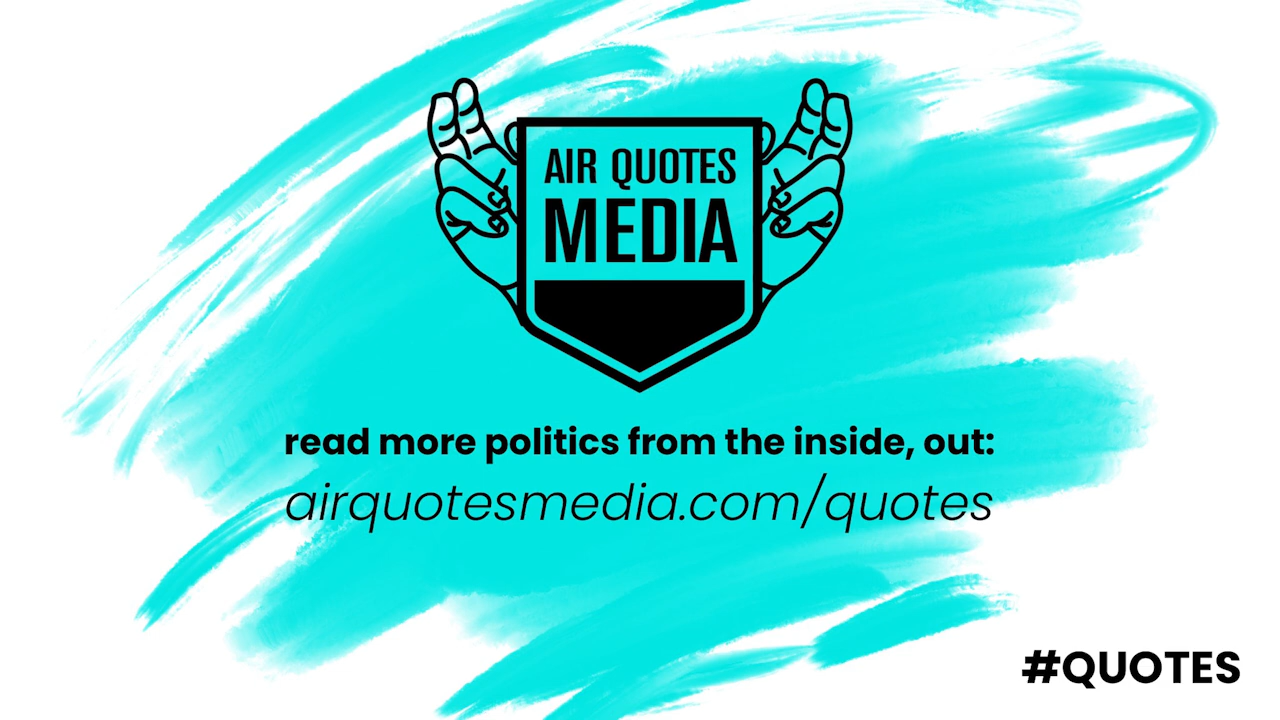 AIR QUOTES
MEDIA
read more politics from the inside, out:
airquotesmedia.com/quotes
#QUOTES